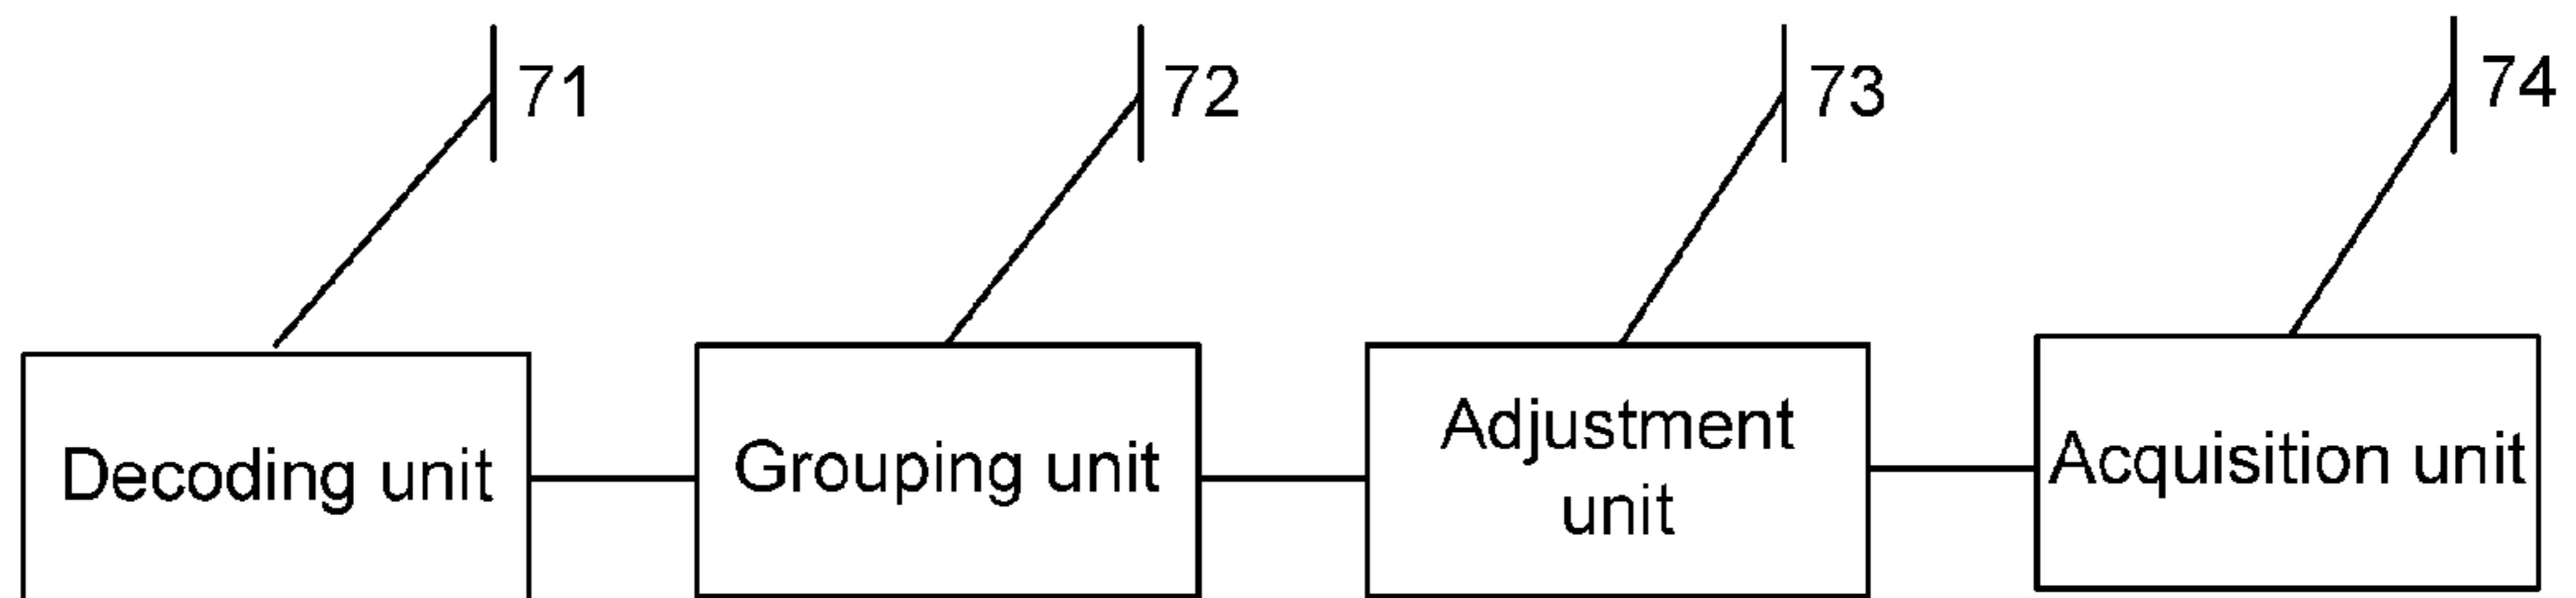 71
72
73
74
Decoding unit
Grouping unit
Adjustment
unit
Acquisition unit